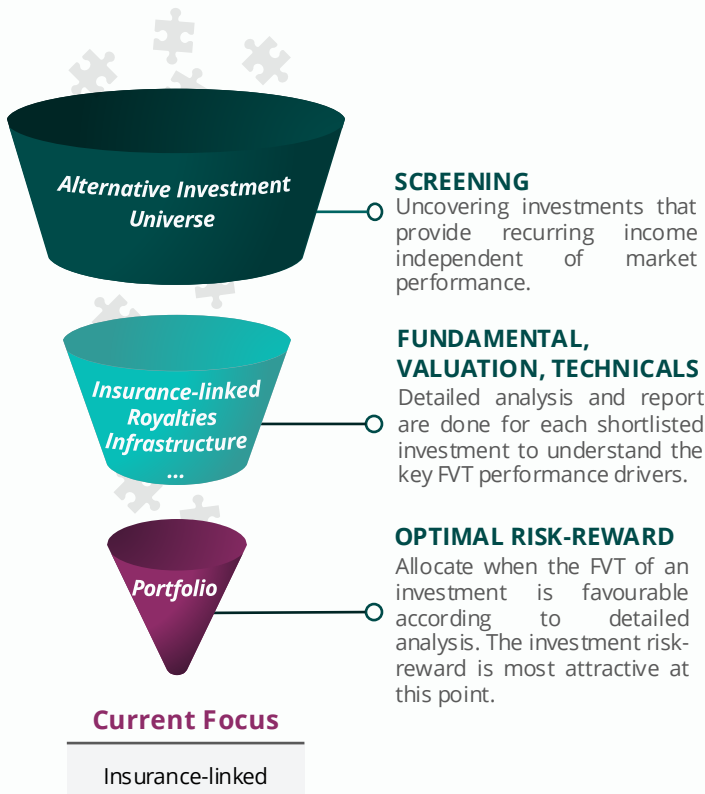 Alternative Investment
Universe
SCREENING
Uncovering investments that
provide recurring income
independent of market
performance.
Insurance-linked
Royalties
Infrastructure
...
FUNDAMENTAL,
VALUATION, TECHNICALS
Detailed analysis and report
are done for each shortlisted
investment to understand the
key FVT performance drivers.
Portfolio
OPTIMAL RISK-REWARD
Allocate when the FVT of an
investment is favourable
according to detailed
analysis. The investment risk-
reward is most attractive at
this point.
Current Focus
Insurance-linked